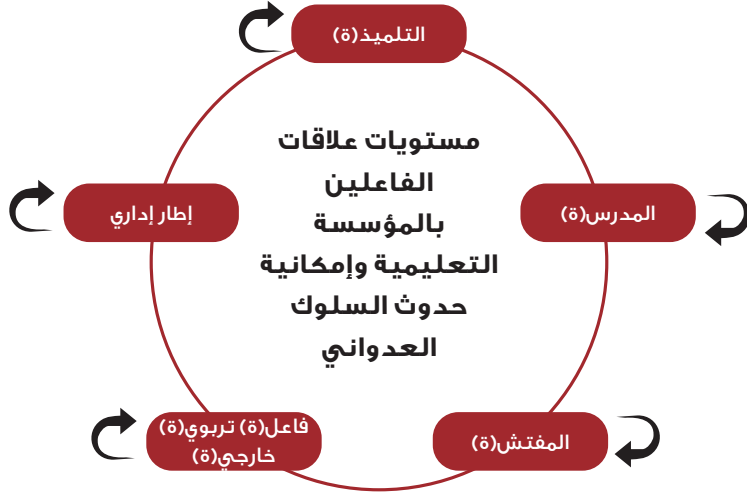 التلميذ(ة)
مستويات علاقات
الفاعلين
بالمؤسسة
التعليمية وإمكانية
حدوث السلوك
العدواني
المدرس(ة)
إطار إداري
المفتش(ة)
فاعل(ة) تربوي(ة)
خارجي(ة)